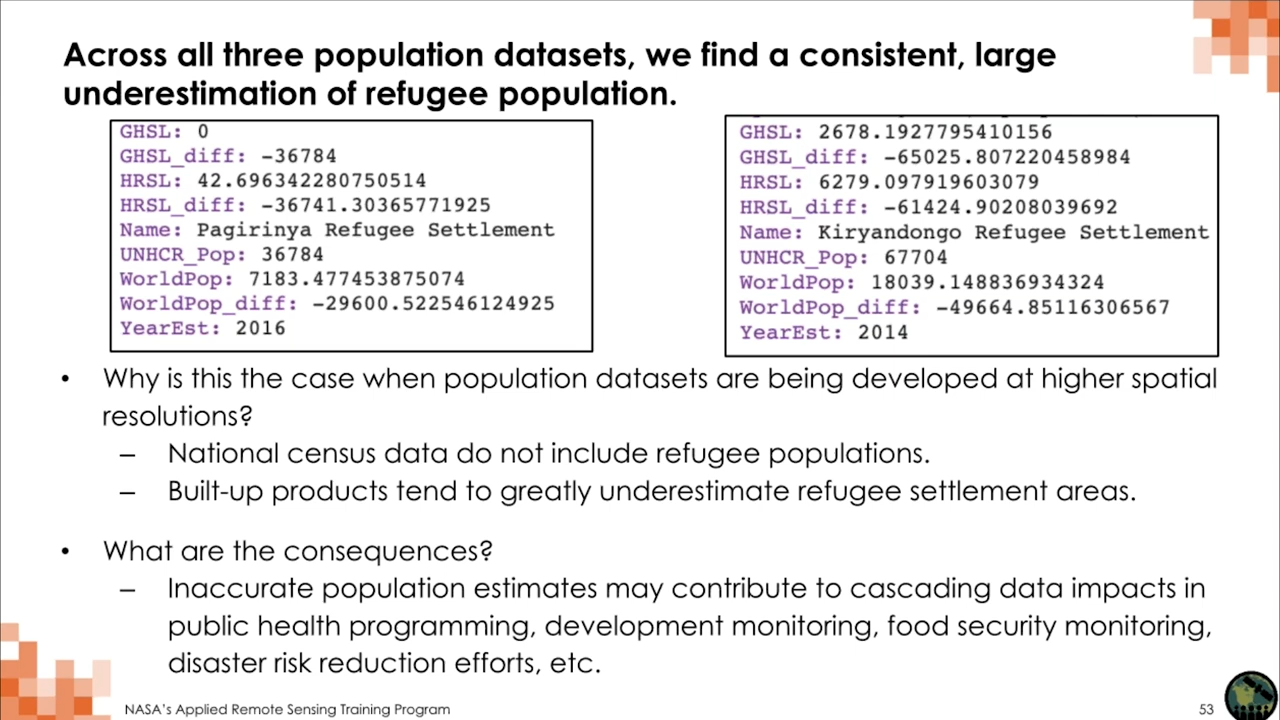 Across all three population datasets, we find a consistent, large
underestimation of refugee population.
GHSL: 0
GHSL_diff: -36784
HRSL: 42.696342280750514
HRSL_diff: -36741.30365771925
Name: Pagirinya Refugee Settlement
UNHCR_Pop: 36784
WorldPop: 7183.477453875074
WorldPop_diff: -29600.522546124925
YearEst: 2016
GHSL: 2678.1927795410156
GHSL_diff: -65025.807220458984
HRSL: 6279.097919603079
HRSL_diff: -61424.90208039692
Name: Kiryandongo Refugee Settlement
UNHCR_Pop: 67704
WorldPop: 18039.148836934324
WorldPop_diff: -49664.85116306567
YearEst: 2014
• Why is this the case when population datasets are being developed at higher spatial
resolutions?
– National census data do not include refugee populations.
– Built-up products tend to greatly underestimate refugee settlement areas.
• What are the consequences?
– Inaccurate population estimates may contribute to cascading data impacts in
public health programming, development monitoring, food security monitoring,
disaster risk reduction efforts, etc.
NASA's Applied Remote Sensing Training Program
53